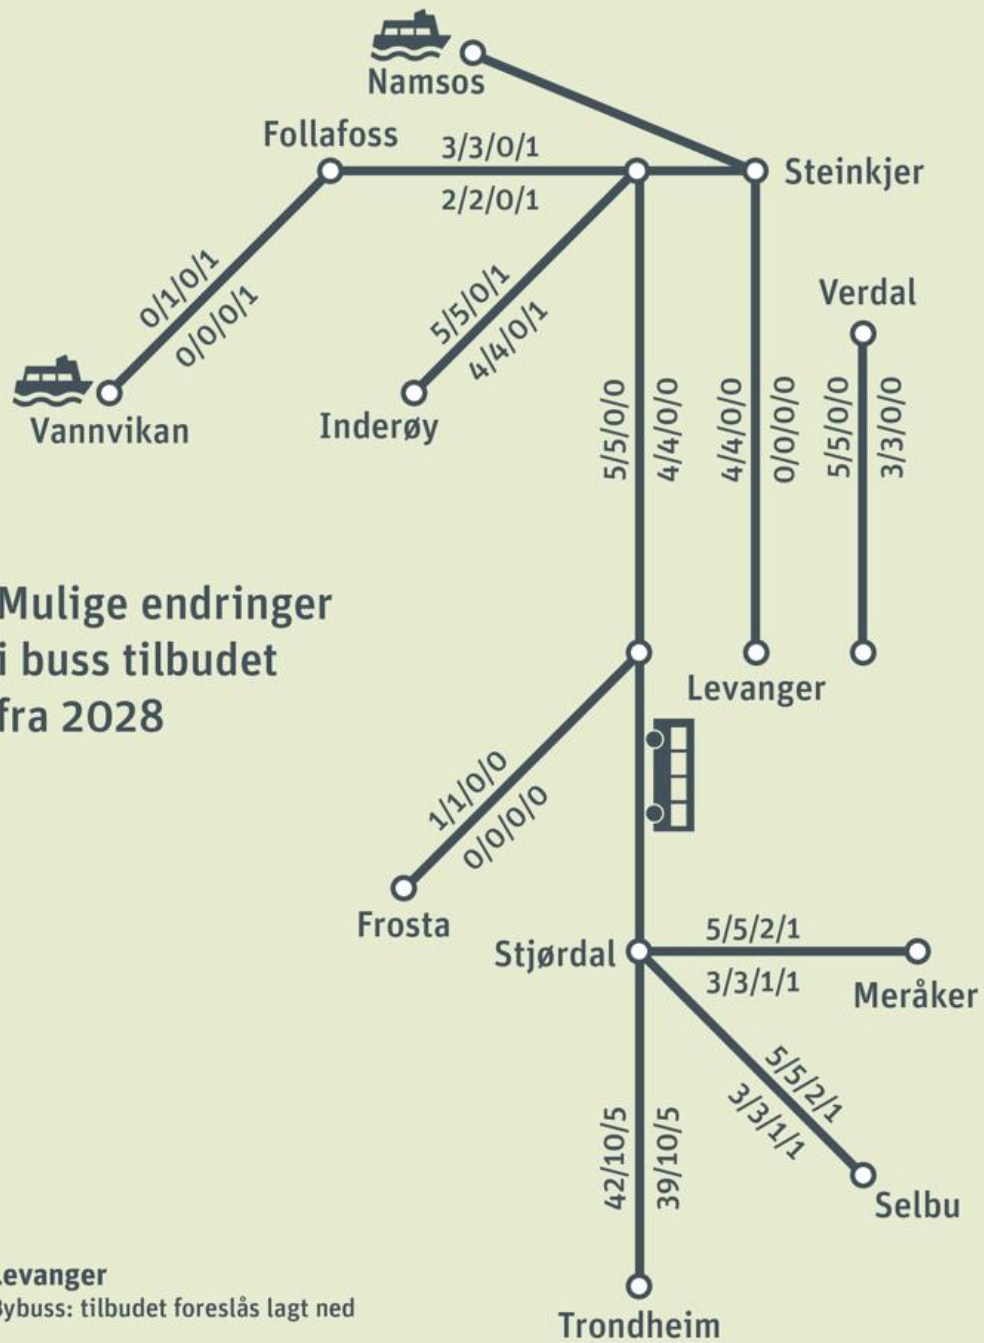 Namsos
Follafoss
3/3/0/1
2/2/0/1
Steinkjer
0/1/0/1
0/0/0/1
5/5/0/1
4/4/0/1
Verdal
Vannvikan
Inderøy
5/5/0/0
4/4/0/0
4/4/0/0
0/0/0/0
5/5/0/0
3/3/0/0
Mulige endringer
i buss tilbudet
fra 2028
Levanger
1/1/0/0
0/0/0/0
Frosta
Stjørdal
5/5/2/1
3/3/1/1
Meråker
5/5/2/1
3/3/1/1
42/10/5
39/10/5
Selbu
Levanger
Bybuss: tilbudet foreslås lagt ned
Trondheim